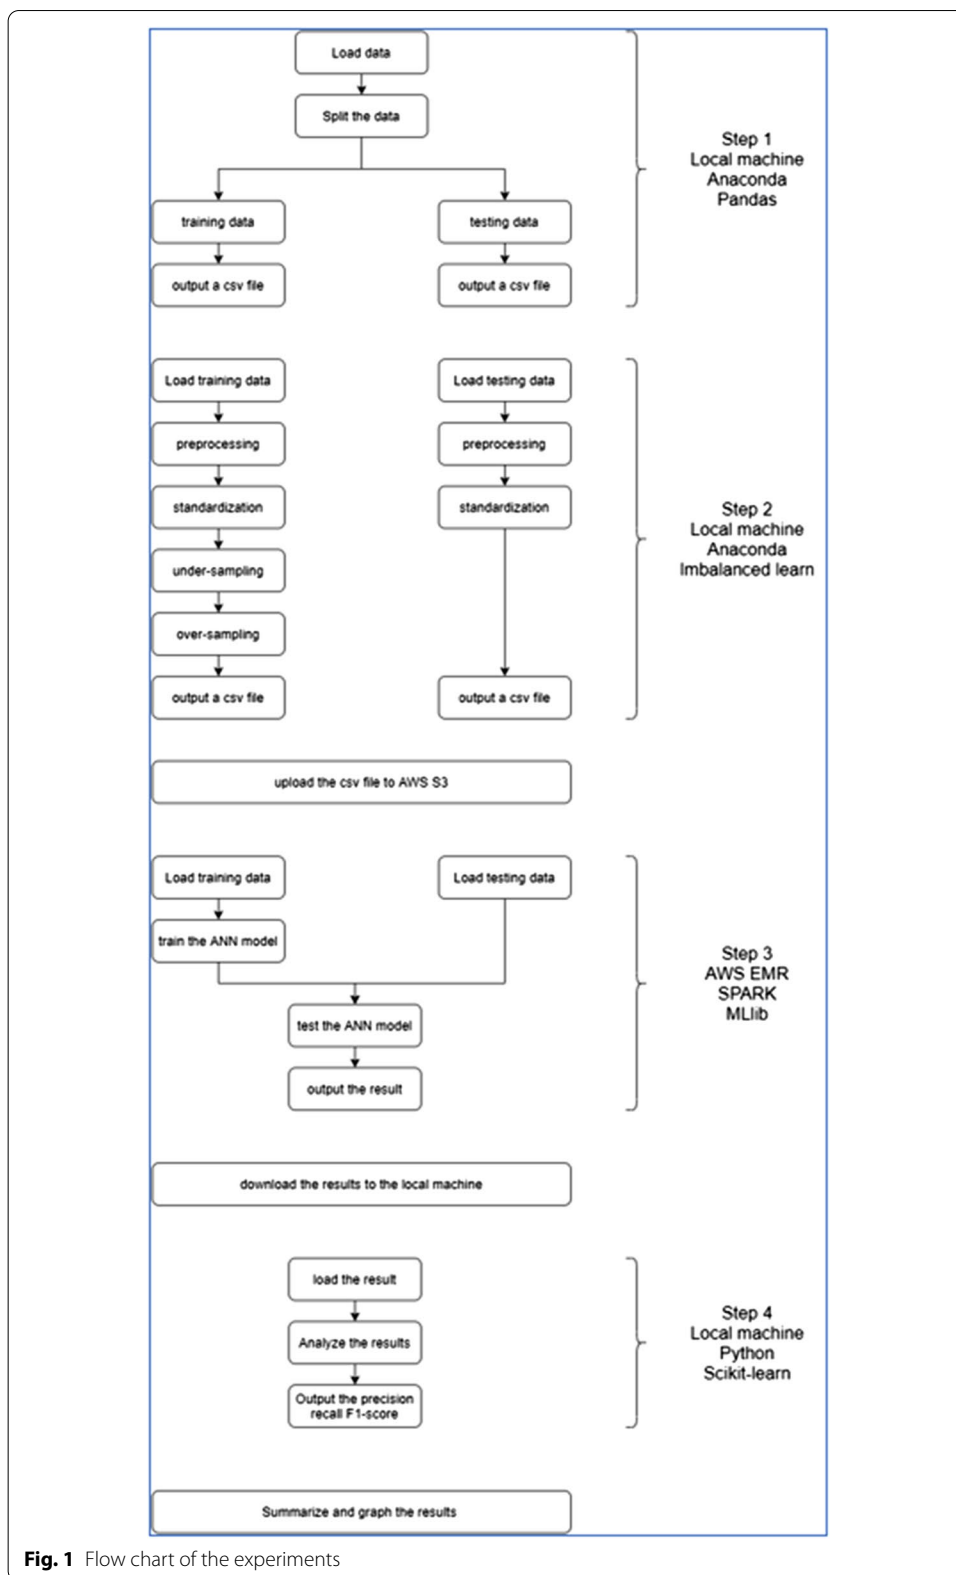 Load data
Split the data
training data
testing data
output a csv file
output a csv file
Step 1
Local machine
Anaconda
Pandas
Load training data
Load testing data
preprocessing
preprocessing
standardization
standardization
under-sampling
over-sampling
output a csv file
output a csv file
Step 2
Local machine
Anaconda
Imbalanced learn
upload the csv file to AWS S3
Load training data
Load testing data
train the ANN model
test the ANN model
output the result
Step 3
AWS EMR
SPARK
MLlib
download the results to the local machine
load the result
Analyze the results
Output the precision
recall F1-score
Step 4
Local machine
Python
Scikit-learn
Summarize and graph the results
Fig. 1 Flow chart of the experiments